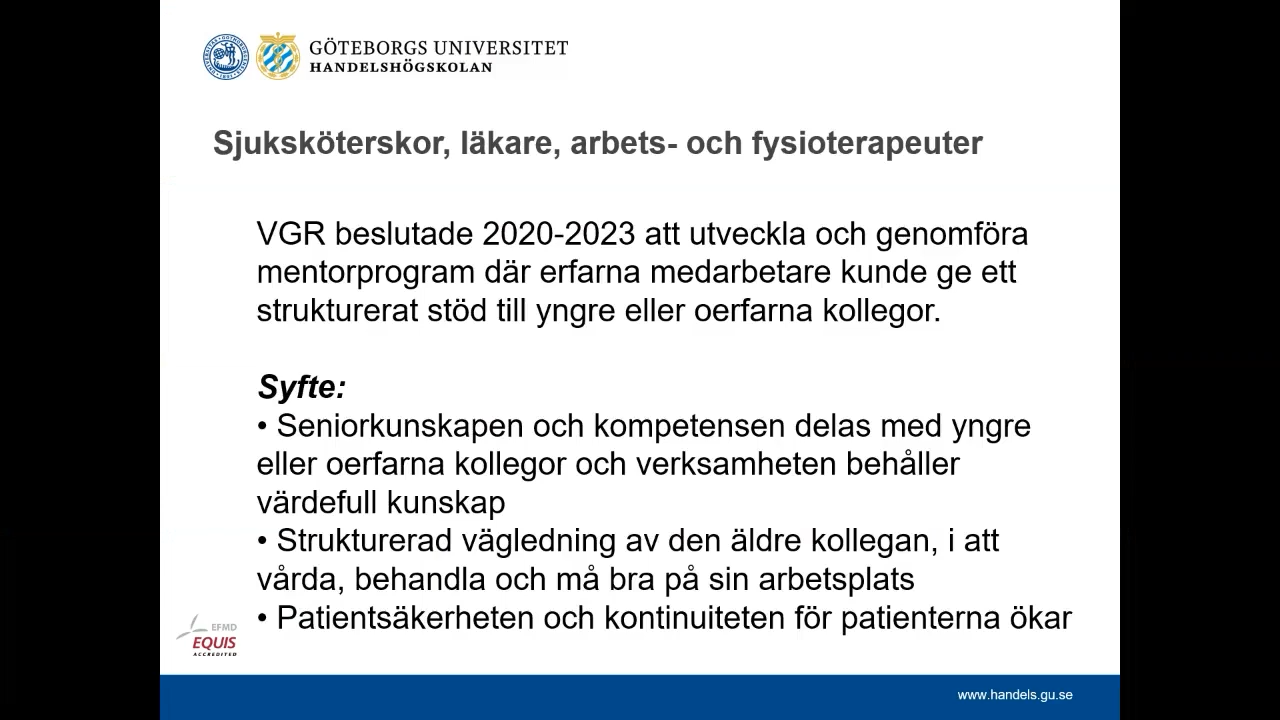 GÖTEBORGS UNIVERSITET
HANDELSHÖGSKOLAN
Sjuksköterskor, läkare, arbets- och fysioterapeuter
VGR beslutade 2020-2023 att utveckla och genomföra
mentorprogram där erfarna medarbetare kunde ge ett
strukturerat stöd till yngre eller oerfarna kollegor.
Syfte:
• Seniorkunskapen och kompetensen delas med yngre
eller oerfarna kollegor och verksamheten behåller
värdefull kunskap
• Strukturerad vägledning av den äldre kollegan, i att
vårda, behandla och må bra på sin arbetsplats
• Patientsäkerheten och kontinuiteten för patienterna ökar
EFMD
EQUIS
ACCREDITED
www.handels.gu.se